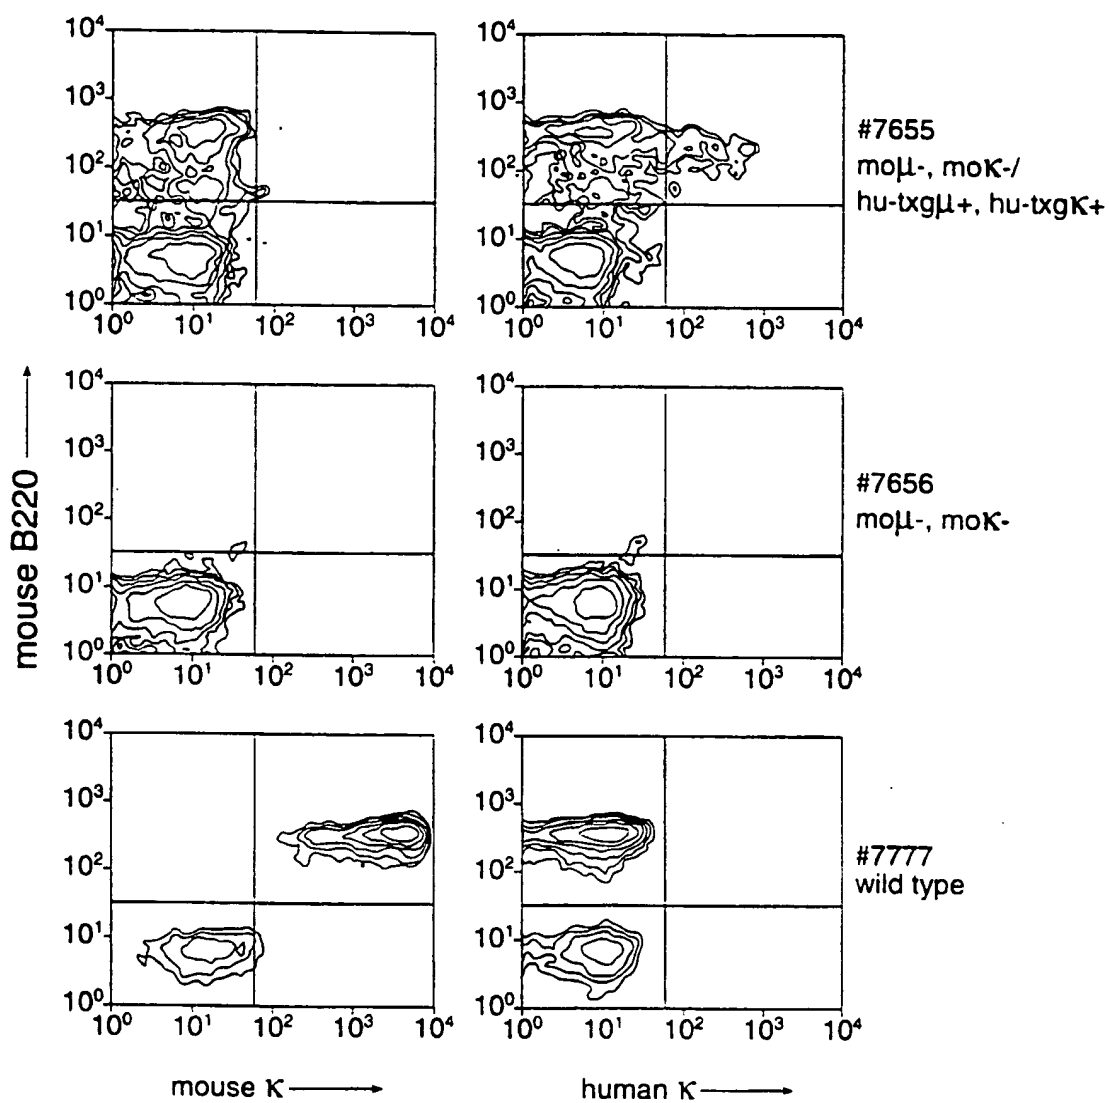 10⁴
10³
10²
10¹
10⁰
10⁰ 10¹ 10² 10³ 10⁴
10⁴
10³
10²
10¹
10⁰
10⁰ 10¹ 10² 10³ 10⁴
#7655
moμ-, moκ-/
hu-txgμ+, hu-txgκ+
10⁴
10³
10²
10¹
10⁰
10⁰ 10¹ 10² 10³ 10⁴
10⁴
10³
10²
10¹
10⁰
10⁰ 10¹ 10² 10³ 10⁴
#7656
moμ-, moκ-
mouse B220
10⁴
10³
10²
10¹
10⁰
10⁰ 10¹ 10² 10³ 10⁴
10⁴
10³
10²
10¹
10⁰
10⁰ 10¹ 10² 10³ 10⁴
#7777
wild type
mouse κ
human κ